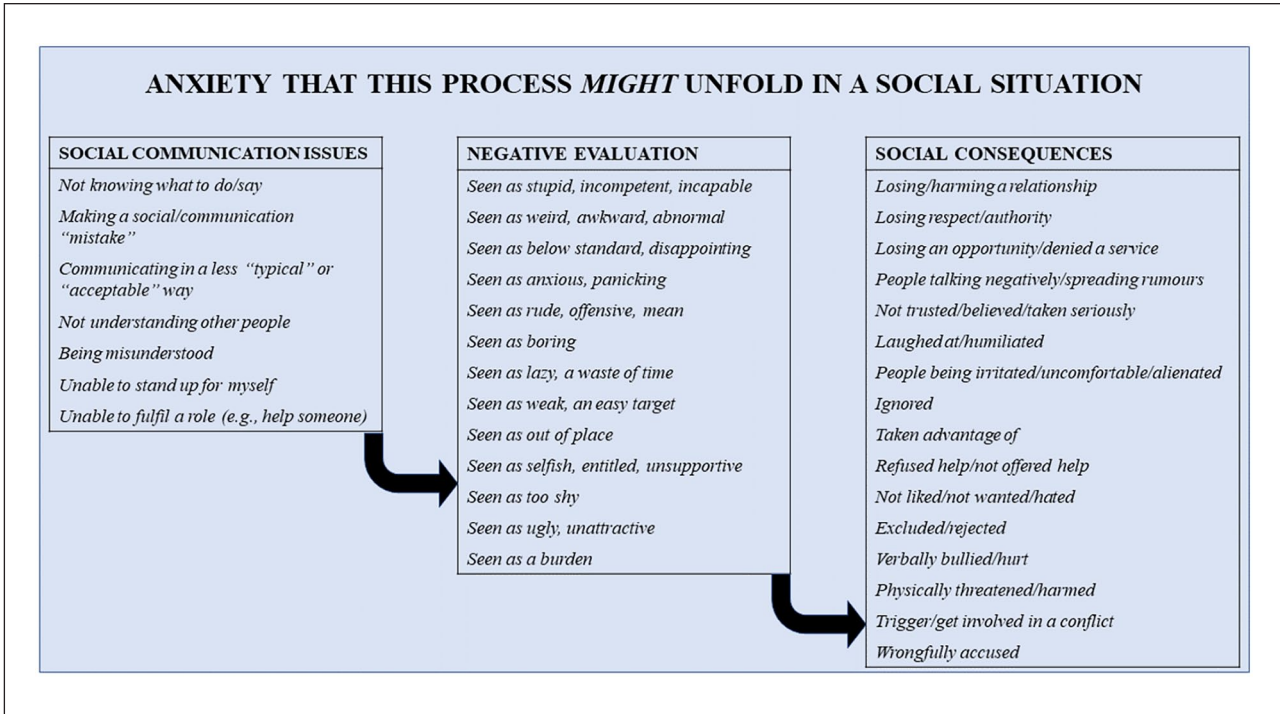 ANXIETY THAT THIS PROCESS MIGHT UNFOLD IN A SOCIAL SITUATION
SOCIAL COMMUNICATION ISSUES
Not knowing what to do/say
Making a social/communication
“mistake”
Communicating in a less “typical” or
“acceptable” way
Not understanding other people
Being misunderstood
Unable to stand up for myself
Unable to fulfil a role (e.g., help someone)
NEGATIVE EVALUATION
Seen as stupid, incompetent, incapable
Seen as weird, awkward, abnormal
Seen as below standard, disappointing
Seen as anxious, panicking
Seen as rude, offensive, mean
Seen as boring
Seen as lazy, a waste of time
Seen as weak, an easy target
Seen as out of place
Seen as selfish, entitled, unsupportive
Seen as too shy
Seen as ugly, unattractive
Seen as a burden
SOCIAL CONSEQUENCES
Losing/harming a relationship
Losing respect/authority
Losing an opportunity/denied a service
People talking negatively/spreading rumours
Not trusted/believed/taken seriously
Laughed at/humiliated
People being irritated/uncomfortable/alienated
Ignored
Taken advantage of
Refused help/not offered help
Not liked/not wanted/hated
Excluded/rejected
Verbally bullied/hurt
Physically threatened/harmed
Trigger/get involved in a conflict
Wrongfully accused